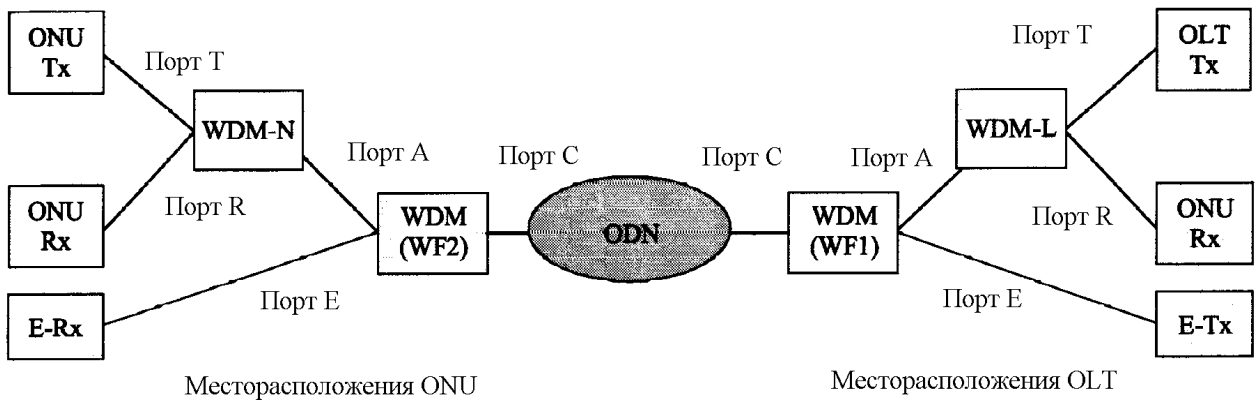 ONU
Tx
Порт T
WDM-N
Порт R
ONU
Rx
Порт A
WDM
(WF2)
Порт C
ODN
Порт E
E-Rx
Месторасположения ONU
Порт T
OLT
Tx
WDM-L
Порт C
Порт A
WDM
(WF1)
Порт R
ONU
Rx
Порт E
E-Tx
Месторасположения OLT